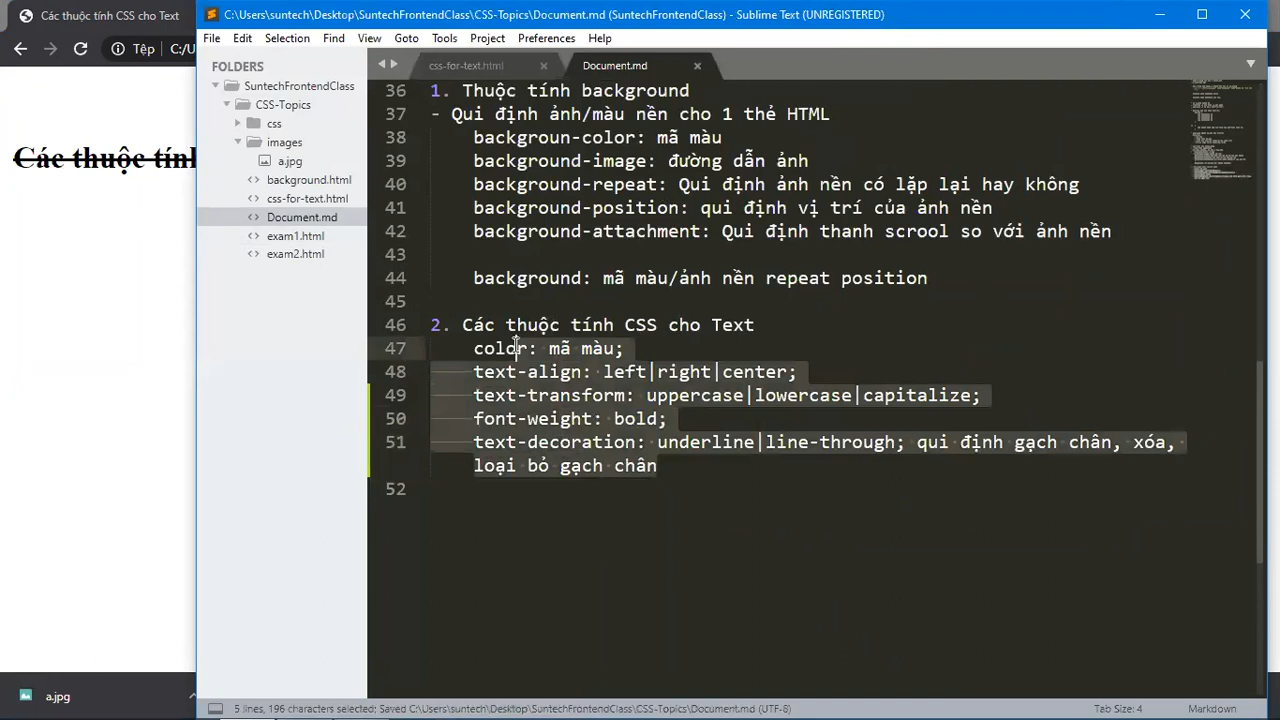 Các thuộc tính CSS cho Text
C:\Users\suntech\Desktop\SuntechFrontendClass\CSS-Topics\Document.md (SuntechFrontendClass) - Sublime Text (UNREGISTERED)
File Edit Selection Find View Goto Tools Project Preferences Help
Tệp C:/U
FOLDERS
SuntechFrontendClass
CSS-Topics
css
images
a.jpg
background.html
css-for-text.html
Document.md
exam1.html
exam2.html
Các thuộc tính
css-for-text.html
Document.md
36 1. Thuộc tính background
37 - Qui định ảnh/màu nền cho 1 thẻ HTML
38 backgroun-color: mã màu
39 background-image: đường dẫn ảnh
40 background-repeat: Qui định ảnh nền có lặp lại hay không
41 background-position: qui định vị trí của ảnh nền
42 background-attachment: Qui định thanh scrool so với ảnh nền
43
44 background: mã màu/ảnh nền repeat position
45
46 2. Các thuộc tính CSS cho Text
47 color: mã màu;
48 text-align: left|right|center;
49 text-transform: uppercase|lowercase|capitalize;
50 font-weight: bold;
51 text-decoration: underline|line-through; qui định gạch chân, xóa,
loại bỏ gạch chân
52
a.jpg
5 lines, 196 characters selected; Saved C:\Users\suntech\Desktop\SuntechFrontendClass\CSS-Topics\Document.md (UTF-8)
Tab Size: 4
Markdown